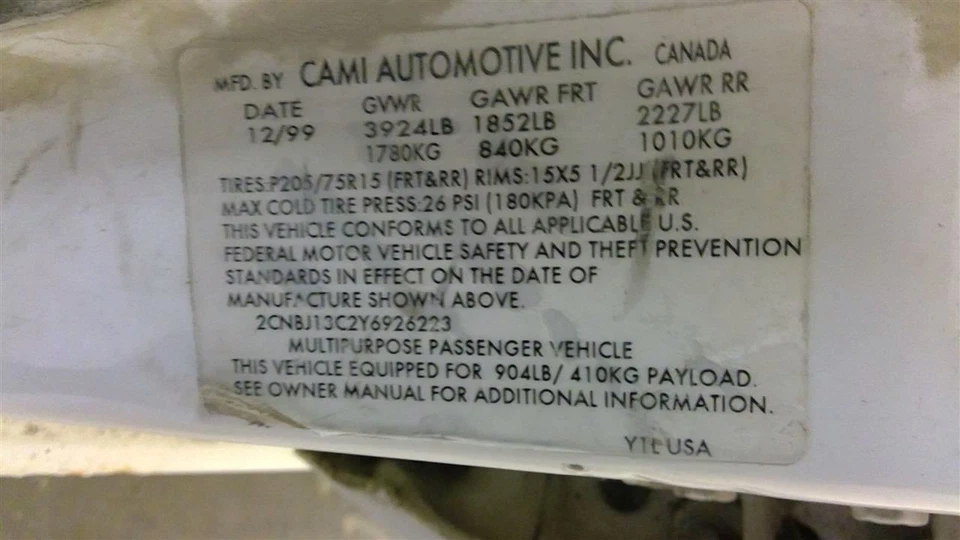 MFD. BY CAMI AUTOMOTIVE INC. CANADA
DATE GVWR GAWR FRT GAWR RR
12/99 3924LB 1852LB 2227LB
1780KG 840KG 1010KG
TIRES:P205/75R15 (FRT&RR) RIMS:15X5 1/2JJ (FRT&RR)
MAX COLD TIRE PRESS:26 PSI (180KPA) FRT & RR
THIS VEHICLE CONFORMS TO ALL APPLICABLE U.S.
FEDERAL MOTOR VEHICLE SAFETY AND THEFT PREVENTION
STANDARDS IN EFFECT ON THE DATE OF
MANUFACTURE SHOWN ABOVE.
2CNBJ13C2Y6926223
MULTIPURPOSE PASSENGER VEHICLE
THIS VEHICLE EQUIPPED FOR 904LB/ 410KG PAYLOAD.
SEE OWNER MANUAL FOR ADDITIONAL INFORMATION.
USA